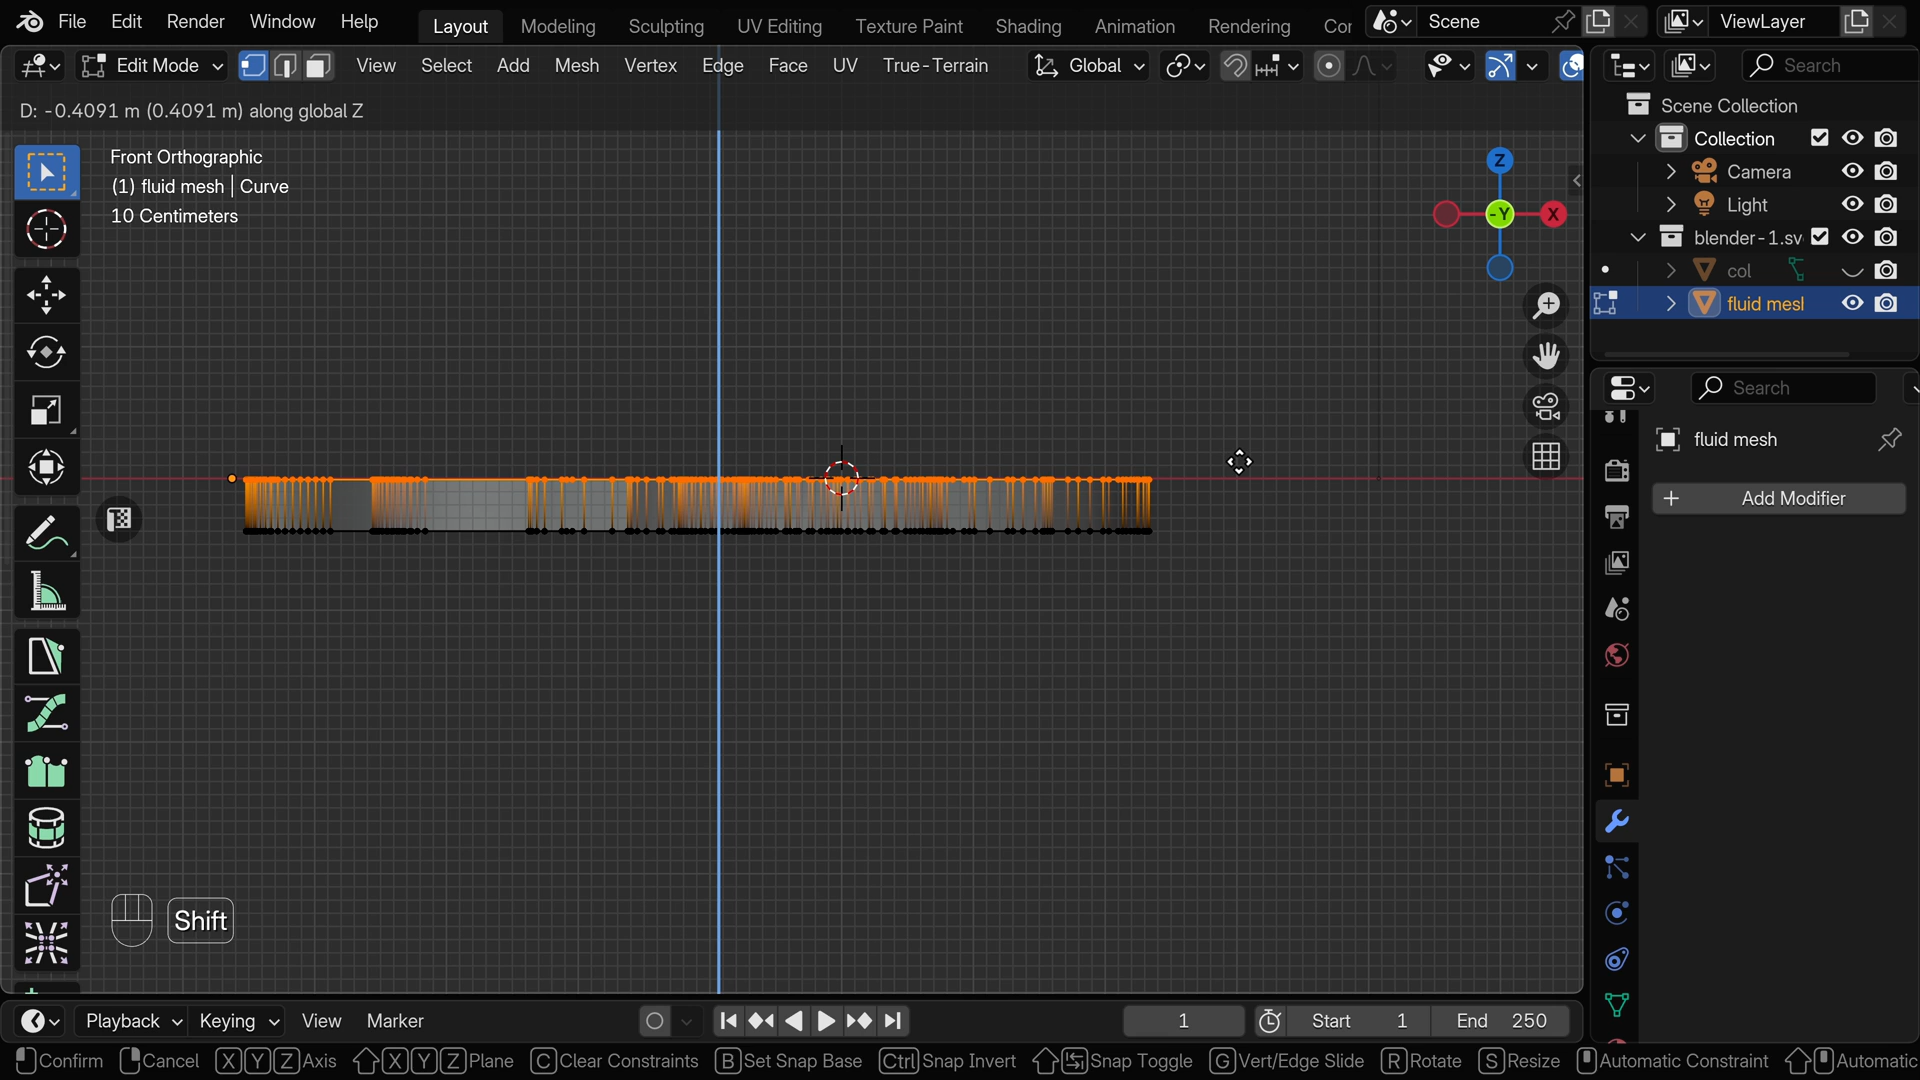 File Edit Render Window Help Layout Modeling Sculpting UV Editing Texture Paint Shading Animation Rendering Scene ViewLayer
Edit Mode View Select Add Mesh Vertex Edge Face UV True-Terrain Global Search
D: -0.4091 m (0.4091 m) along global Z
Front Orthographic
(1) fluid mesh | Curve
10 Centimeters
Z
-Y
X
Scene Collection
Collection
Camera
Light
blender-1.sv
col
fluid mesl
Search
fluid mesh
+ Add Modifier
Shift
Playback Keying View Marker 1 Start 1 End 250
Confirm Cancel X Y Z Axis X Y Z Plane C Clear Constraints B Set Snap Base Ctrl Snap Invert Snap Toggle G Vert/Edge Slide R Rotate S Resize Automatic Constraint Automatic